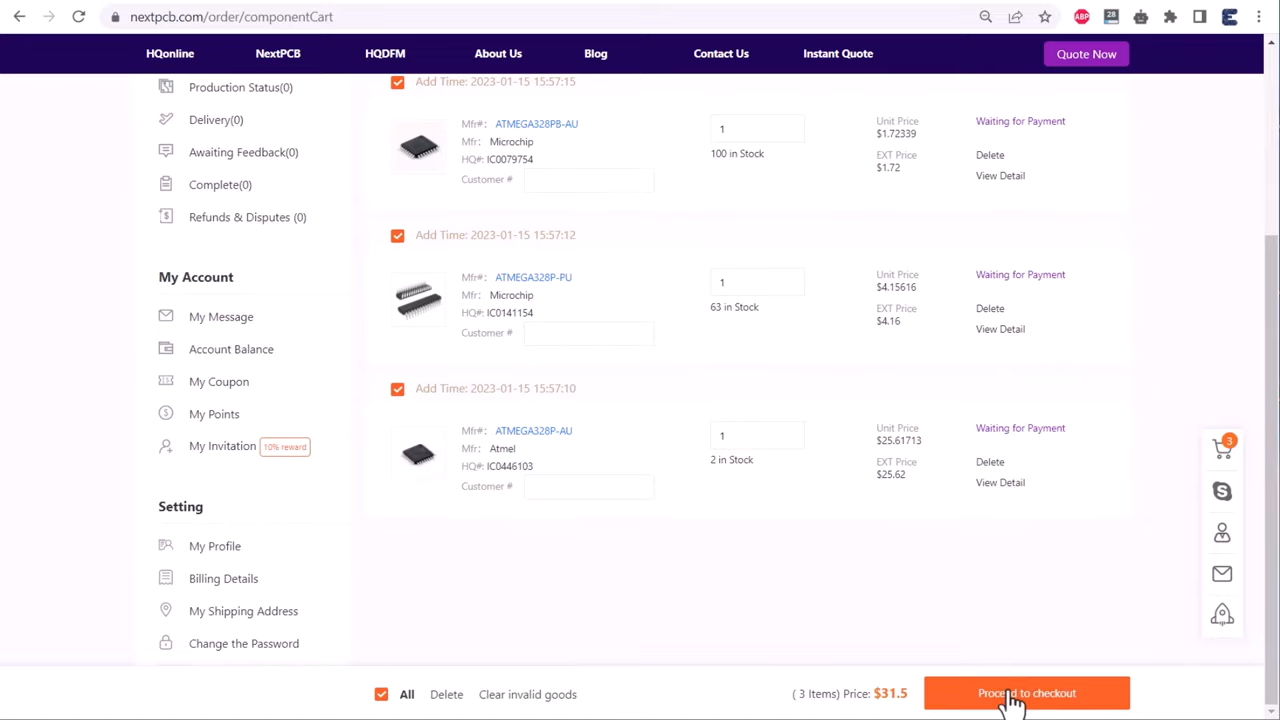 nextpcb.com/order/componentCart
ABP
28
HQonline NextPCB HQDFM About Us Blog Contact Us Instant Quote Quote Now
Production Status(0)
Delivery(0)
Awaiting Feedback(0)
Complete(0)
Refunds & Disputes (0)
My Account
My Message
Account Balance
My Coupon
My Points
My Invitation 10% reward
Setting
My Profile
Billing Details
My Shipping Address
Change the Password
Add Time: 2023-01-15 15:57:15
Mfr#: ATMEGA328PB-AU
Mfr: Microchip
HQ#: IC0079754
Customer #
1
100 in Stock
Unit Price
$1.72339
EXT Price
$1.72
Waiting for Payment
Delete
View Detail
Add Time: 2023-01-15 15:57:12
Mfr#: ATMEGA328P-PU
Mfr: Microchip
HQ#: IC0141154
Customer #
1
63 in Stock
Unit Price
$4.15616
EXT Price
$4.16
Waiting for Payment
Delete
View Detail
Add Time: 2023-01-15 15:57:10
Mfr#: ATMEGA328P-AU
Mfr: Atmel
HQ#: IC0446103
Customer #
1
2 in Stock
Unit Price
$25.61713
EXT Price
$25.62
Waiting for Payment
Delete
View Detail
3
All Delete Clear invalid goods ( 3 Items) Price: $31.5 Proceed to checkout